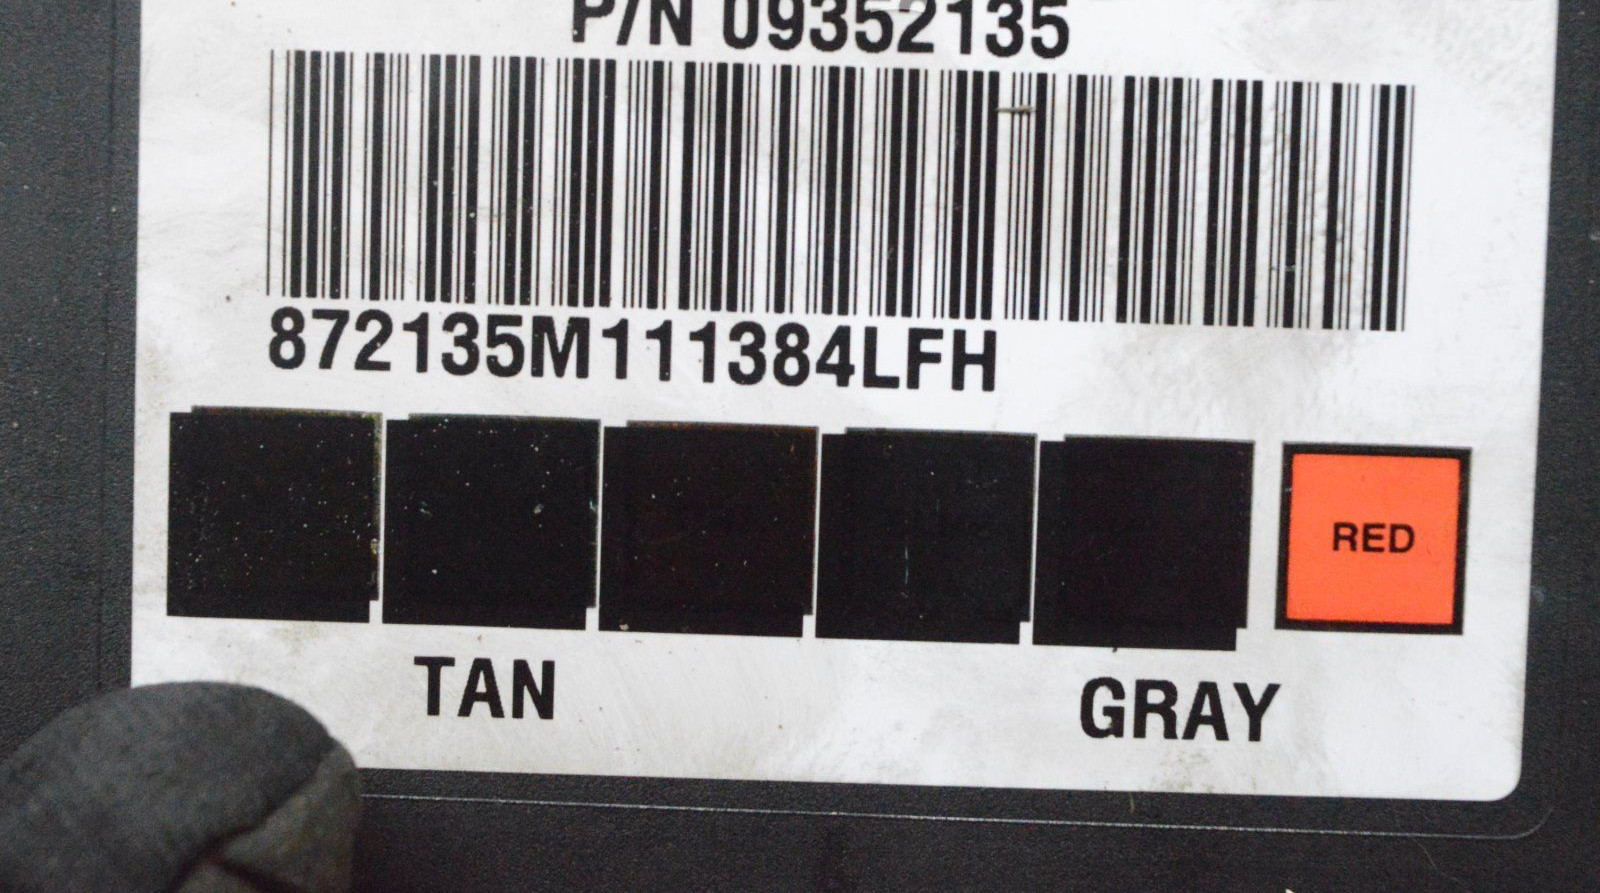 P/N 09352135
872135M111384LFH
RED
TAN GRAY